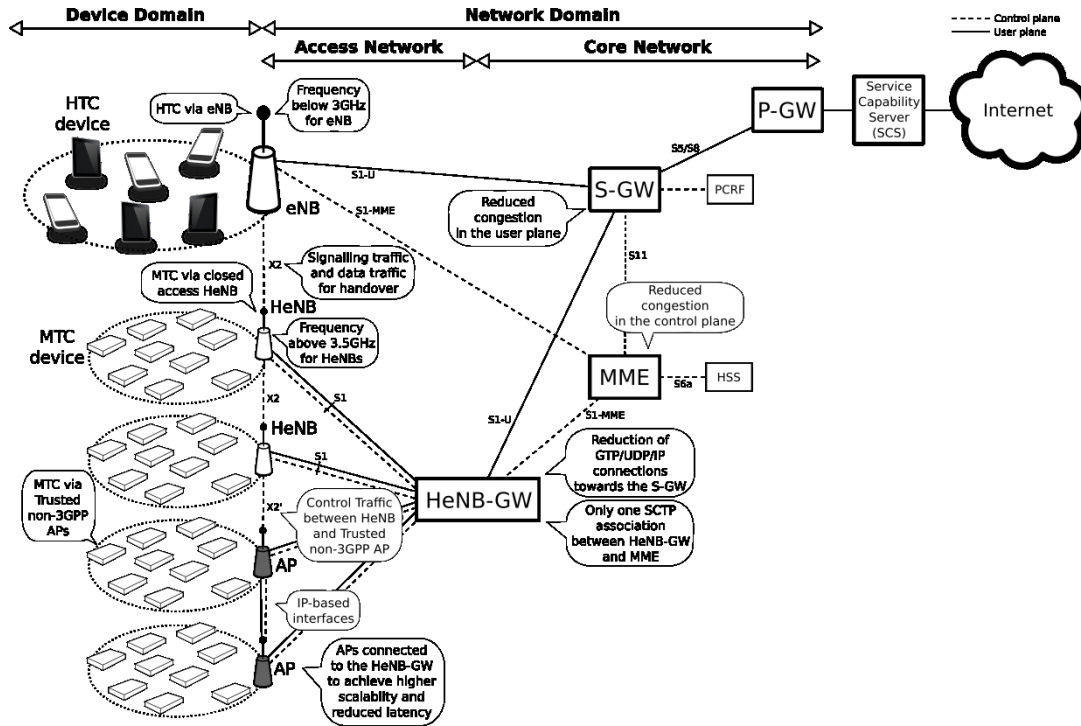 Device Domain
Network Domain
Access Network
Core Network
Control plane
User plane
HTC
device
HTC via eNB
Frequency
below 3GHz
for eNB
eNB
S1-U
S1-MME
S5/S8
P-GW
Service
Capability
Server
(SCS)
Internet
S-GW
PCRF
Reduced
congestion
in the user plane
S11
X2
Signalling traffic
and data traffic
for handover
MTC via closed
access HeNB
HeNB
Reduced
congestion
in the control plane
MTC
device
Frequency
above 3.5GHz
for HeNBs
MME
S6a
HSS
X2
S1
S1-U
S1-MME
HeNB
S1
Reduction of
GTP/UDP/IP
connections
towards the S-GW
MTC via
Trusted
non-3GPP
APs
X2'
Control Traffic
between HeNB
and Trusted
non-3GPP AP
HeNB-GW
Only one SCTP
association
between HeNB-GW
and MME
AP
IP-based
interfaces
AP
APs connected
to the HeNB-GW
to achieve higher
scalability and
reduced latency